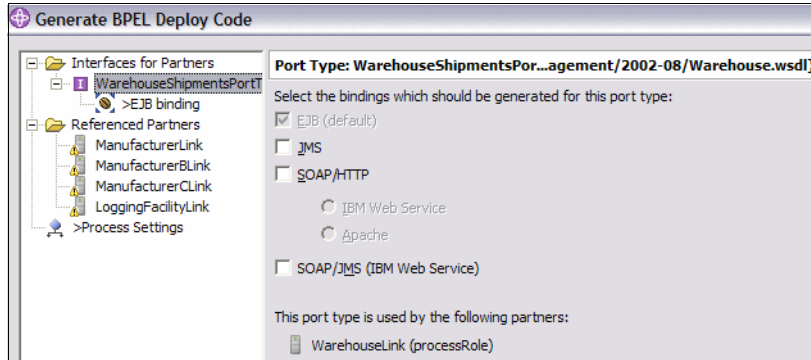 Generate BPEL Deploy Code
Interfaces for Partners
WarehouseShipmentsPortT
>EJB binding
Referenced Partners
ManufacturerLink
ManufacturerBLink
ManufacturerCLink
LoggingFacilityLink
>Process Settings
Port Type: WarehouseShipmentsPor...agement/2002-08/Warehouse.wsdl]
Select the bindings which should be generated for this port type:
EJB (default)
JMS
SOAP/HTTP
IBM Web Service
Apache
SOAP/JMS (IBM Web Service)
This port type is used by the following partners:
WarehouseLink (processRole)